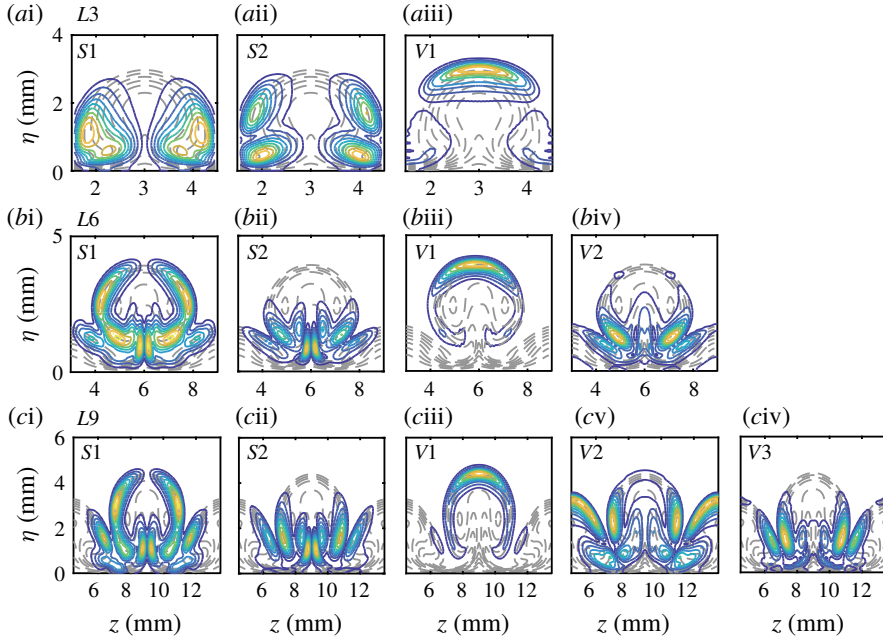 (ai) L3 (aii) (aiii)
4 S1 S2 V1
η (mm)
2
0
2 3 4 2 3 4 2 3 4
(bi) L6 (bii) (biii) (biv)
5 S1 S2 V1 V2
η (mm)
0
4 6 8 4 6 8 4 6 8 4 6 8
(ci) L9 (cii) (ciii) (cv) (civ)
6 S1 S2 V1 V2 V3
4
η (mm)
2
0
6 8 10 12 6 8 10 12 6 8 10 12 6 8 10 12 6 8 10 12
z (mm) z (mm) z (mm) z (mm) z (mm)